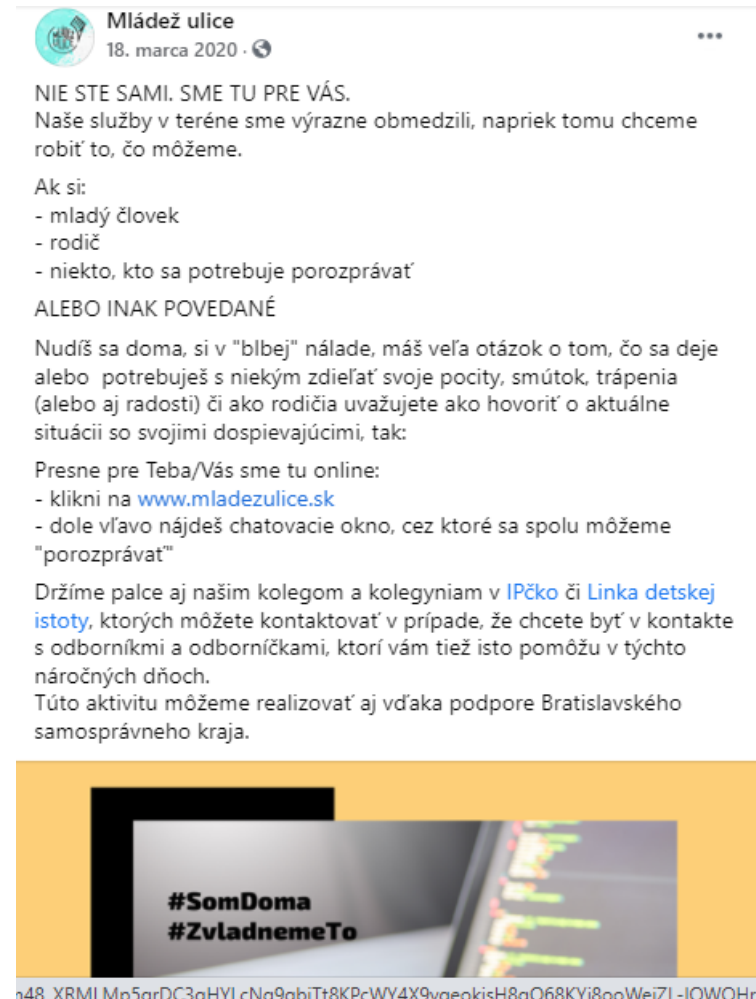 Mládež ulice
18. marca 2020 ·
NIE STE SAMI. SME TU PRE VÁS.
Naše služby v teréne sme výrazne obmedzili, napriek tomu chceme
robiť to, čo môžeme.
Ak si:
- mladý človek
- rodič
- niekto, kto sa potrebuje porozprávať
ALEBO INAK POVEDANÉ
Nudíš sa doma, si v "blbej" nálade, máš veľa otázok o tom, čo sa deje
alebo  potrebuješ s niekým zdieľať svoje pocity, smútok, trápenia
(alebo aj radosti) či ako rodičia uvažujete ako hovoriť o aktuálne
situácii so svojimi dospievajúcimi, tak:
Presne pre Teba/Vás sme tu online:
- klikni na www.mladezulice.sk
- dole vľavo nájdeš chatovacie okno, cez ktoré sa spolu môžeme
"porozprávať"
Držíme palce aj našim kolegom a kolegyniam v IPčko či Linka detskej
istoty, ktorých môžete kontaktovať v prípade, že chcete byť v kontakte
s odborníkmi a odborníčkami, ktorí vám tiež isto pomôžu v týchto
náročných dňoch.
Túto aktivitu môžeme realizovať aj vďaka podpore Bratislavského
samosprávneho kraja.
#SomDoma
#ZvladnemeTo